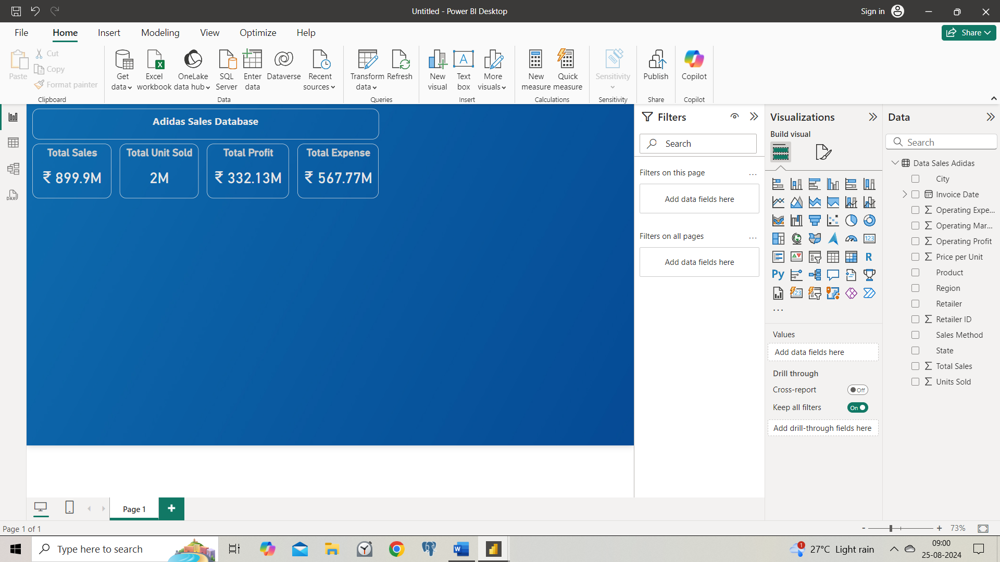 Untitled - Power BI Desktop
Sign in
File
Home
Insert
Modeling
View
Optimize
Help
Share
Paste
Cut
Copy
Format painter
Clipboard
Get data
Excel workbook
OneLake data hub
SQL Server
Enter data
Dataverse
Recent sources
Data
Transform data
Refresh
Queries
New visual
Text box
More visuals
Insert
New measure
Quick measure
Calculations
Sensitivity
Sensitivity
Publish
Share
Copilot
Copilot
Adidas Sales Database
Total Sales
₹ 899.9M
Total Unit Sold
2M
Total Profit
₹ 332.13M
Total Expense
₹ 567.77M
Filters
Search
Filters on this page
...
Add data fields here
Filters on all pages
...
Add data fields here
Visualizations
Build visual
123
R
Py
123
...
Values
Add data fields here
Drill through
Cross-report
Off
Keep all filters
On
Add drill-through fields here
Data
Search
Data Sales Adidas
City
Invoice Date
Operating Expe...
Operating Mar...
Operating Profit
Price per Unit
Product
Region
Retailer
Retailer ID
Sales Method
State
Total Sales
Units Sold
DAX
Page 1
Page 1 of 1
- + 73%
Type here to search
1
27°C Light rain
09:00
25-08-2024